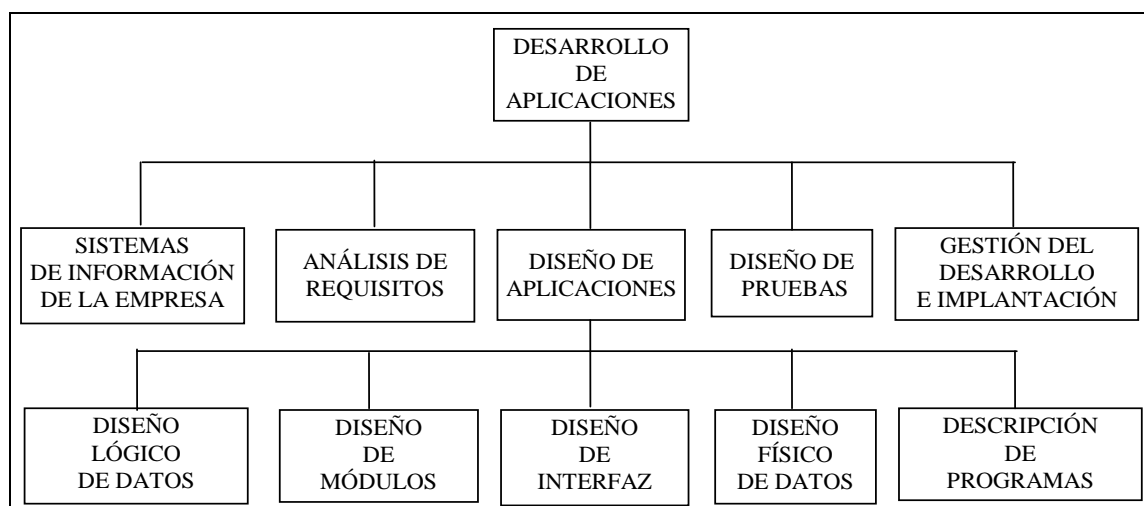 DESARROLLO
DE
APLICACIONES
SISTEMAS
DE INFORMACIÓN
DE LA EMPRESA
ANÁLISIS DE
REQUISITOS
DISEÑO DE
APLICACIONES
DISEÑO DE
PRUEBAS
GESTIÓN DEL
DESARROLLO
E IMPLANTACIÓN
DISEÑO
LÓGICO
DE DATOS
DISEÑO
DE
MÓDULOS
DISEÑO
DE
INTERFAZ
DISEÑO
FÍSICO
DE DATOS
DESCRIPCIÓN
DE
PROGRAMAS